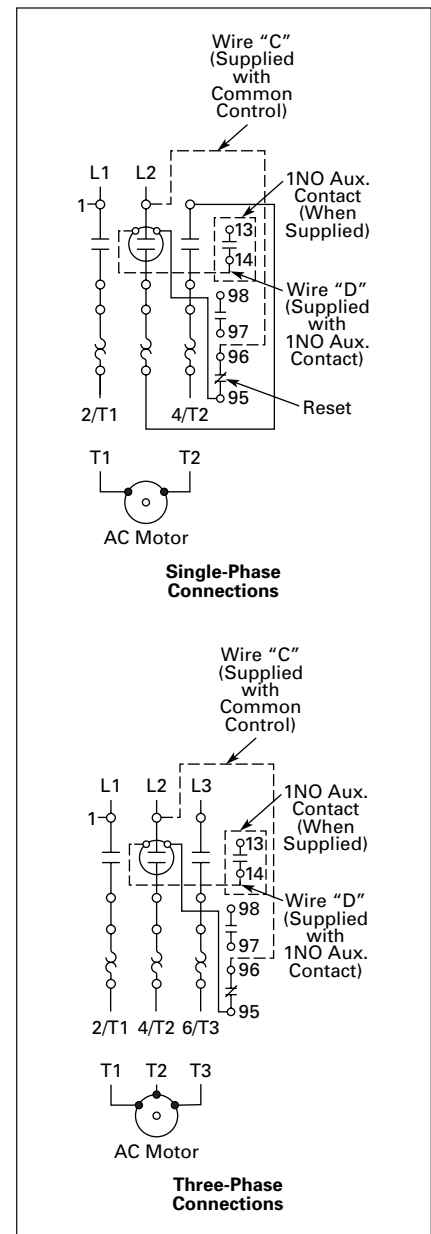 Wire “C”
(Supplied
with
Common
Control)
L1 L2
1NO Aux.
Contact
(When
Supplied)
1
13
14
Wire “D”
(Supplied
with
1NO Aux.
Contact)
98
97
96
95
Reset
2/T1 4/T2
T1 T2
AC Motor
Single-Phase
Connections
Wire “C”
(Supplied
with
Common
Control)
L1 L2 L3
1NO Aux.
Contact
(When
Supplied)
1
13
14
Wire “D”
(Supplied
with
1NO Aux.
Contact)
98
97
96
95
2/T1 4/T2 6/T3
T1 T2 T3
AC Motor
Three-Phase
Connections